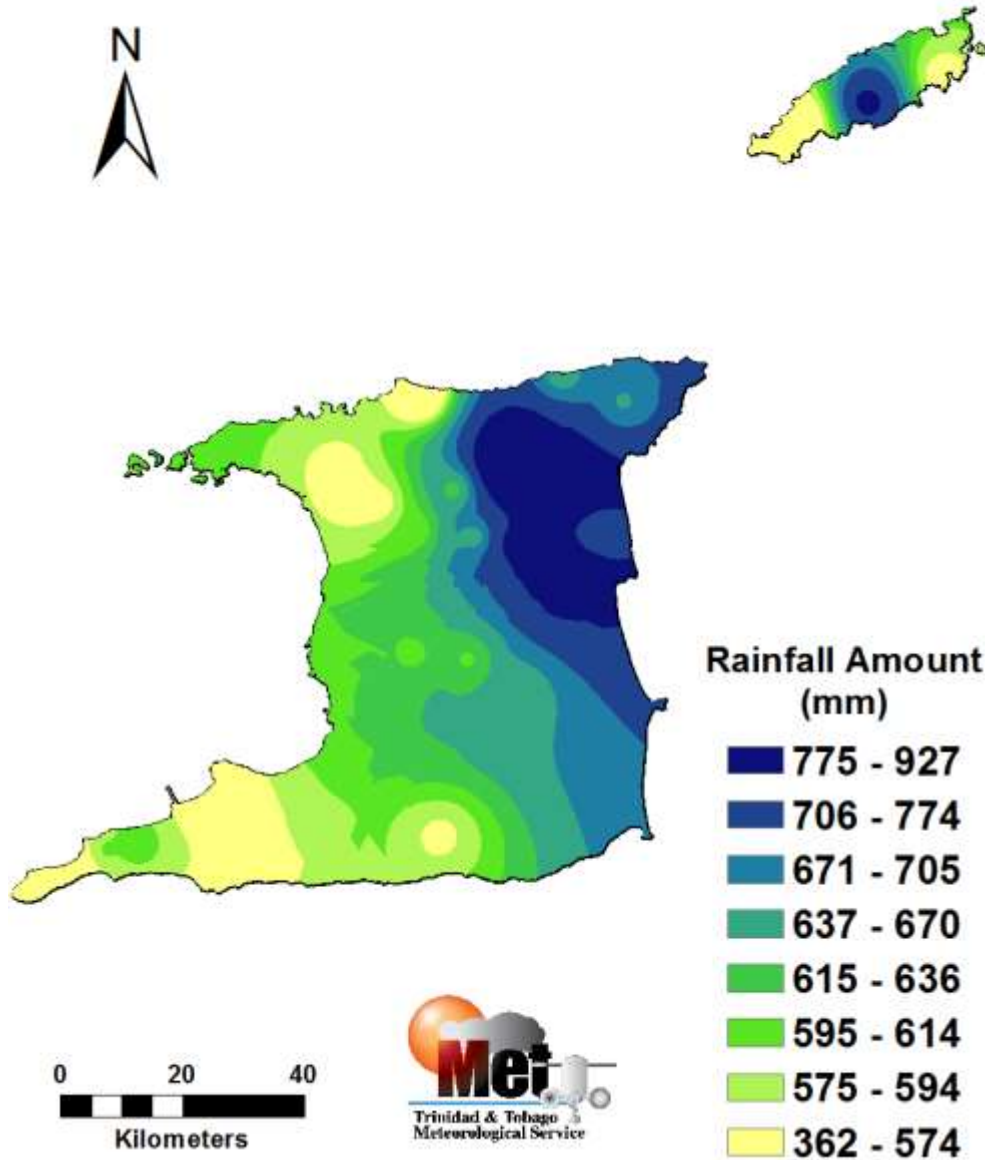 N
Rainfall Amount
(mm)
775 - 927
706 - 774
671 - 705
637 - 670
615 - 636
595 - 614
575 - 594
362 - 574
0 20 40
Kilometers
Met
Trinidad & Tobago
Meteorological Service